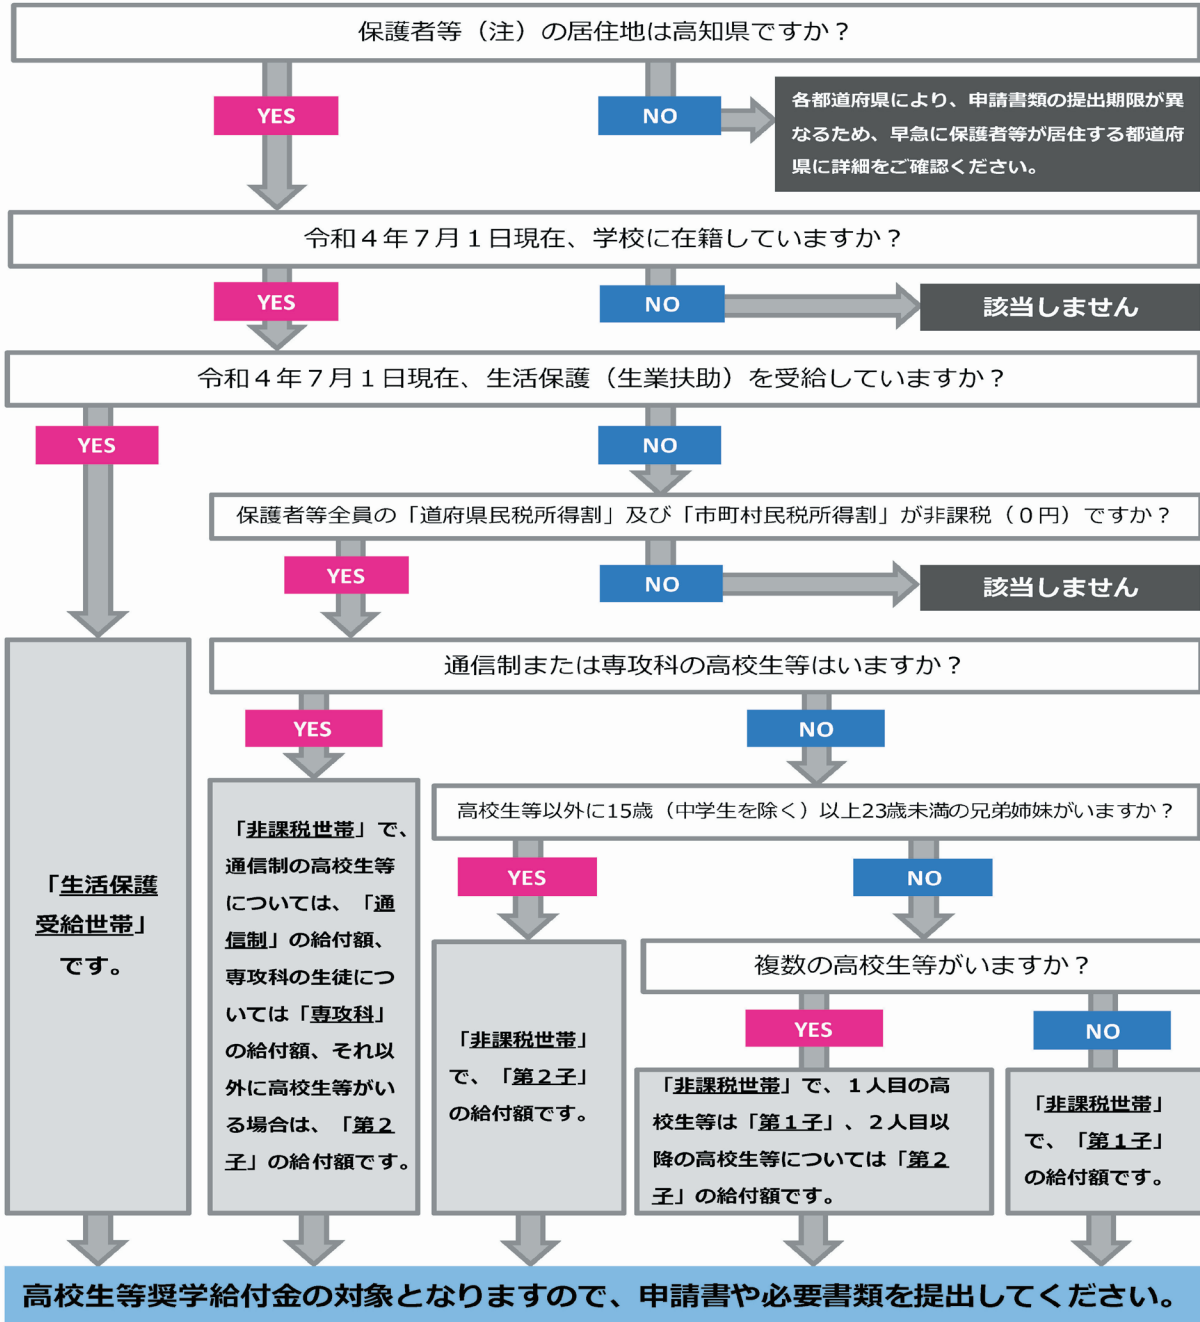 保護者等（注）の居住地は高知県ですか？
YES
NO
各都道府県により、申請書類の提出期限が異
なるため、早急に保護者等が居住する都道府
県に詳細をご確認ください。
令和４年７月１日現在、学校に在籍していますか？
YES
NO
該当しません
令和４年７月１日現在、生活保護（生業扶助）を受給していますか？
YES
NO
保護者等全員の「道府県民税所得割」及び「市町村民税所得割」が非課税（０円）ですか？
YES
NO
該当しません
通信制または専攻科の高校生等はいますか？
YES
NO
高校生等以外に15歳（中学生を除く）以上23歳未満の兄弟姉妹がいますか？
YES
NO
複数の高校生等がいますか？
YES
NO
「生活保護
受給世帯」
です。
「非課税世帯」で、
通信制の高校生等
については、「通
信制」の給付額、
専攻科の生徒につ
いては「専攻科」
の給付額、それ以
外に高校生等がい
る場合は、「第２
子」の給付額です。
「非課税世帯」
で、「第２子」
の給付額です。
「非課税世帯」で、１人目の高
校生等は「第１子」、２人目以
降の高校生等については「第２
子」の給付額です。
「非課税世帯」
で、「第１子」
の給付額です。
高校生等奨学給付金の対象となりますので、申請書や必要書類を提出してください。